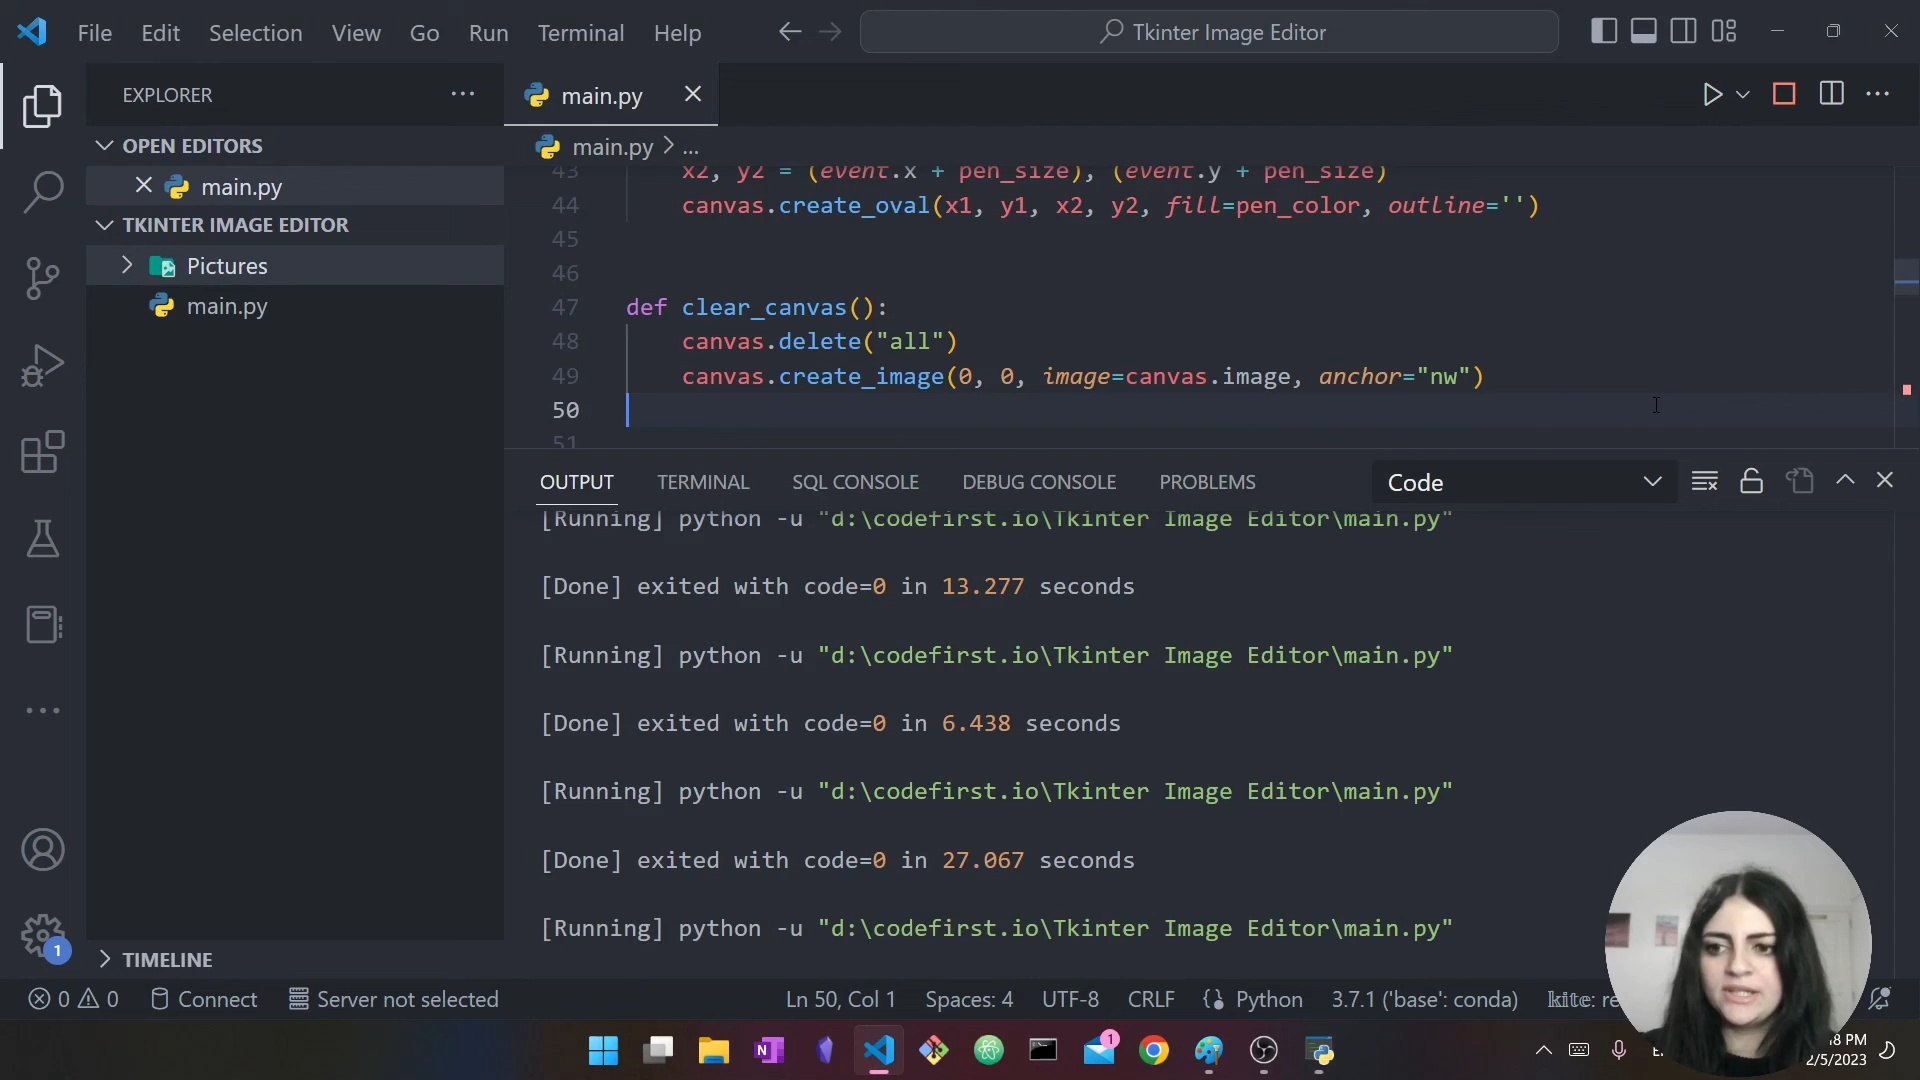 File Edit Selection View Go Run Terminal Help
Tkinter Image Editor
EXPLORER
OPEN EDITORS
main.py
TKINTER IMAGE EDITOR
Pictures
main.py
main.py
main.py > ...
43 x2, y2 = (event.x + pen_size), (event.y + pen_size)
44 canvas.create_oval(x1, y1, x2, y2, fill=pen_color, outline='')
45
46
47 def clear_canvas():
48 canvas.delete("all")
49 canvas.create_image(0, 0, image=canvas.image, anchor="nw")
50
51
OUTPUT TERMINAL SQL CONSOLE DEBUG CONSOLE PROBLEMS
Code
[Running] python -u "d:\codefirst.io\Tkinter Image Editor\main.py"
[Done] exited with code=0 in 13.277 seconds
[Running] python -u "d:\codefirst.io\Tkinter Image Editor\main.py"
[Done] exited with code=0 in 6.438 seconds
[Running] python -u "d:\codefirst.io\Tkinter Image Editor\main.py"
[Done] exited with code=0 in 27.067 seconds
[Running] python -u "d:\codefirst.io\Tkinter Image Editor\main.py"
1
TIMELINE
0 0 Connect Server not selected Ln 50, Col 1 Spaces: 4 UTF-8 CRLF Python 3.7.1 ('base': conda) kite:
1
8 PM
2/5/2023